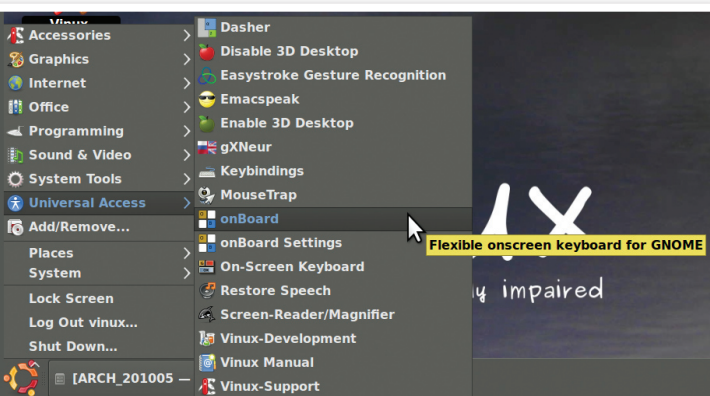 Vinux
Accessories
Graphics
Internet
Office
Programming
Sound & Video
System Tools
Universal Access
Add/Remove...
Places
System
Lock Screen
Log Out vinux...
Shut Down...
[ARCH_201005 —
Dasher
Disable 3D Desktop
Easystroke Gesture Recognition
Emacspeak
Enable 3D Desktop
gXNeur
Keybindings
MouseTrap
onBoard
onBoard Settings
On-Screen Keyboard
Restore Speech
Screen-Reader/Magnifier
Vinux-Development
Vinux Manual
Vinux-Support
Flexible onscreen keyboard for GNOME
impaired